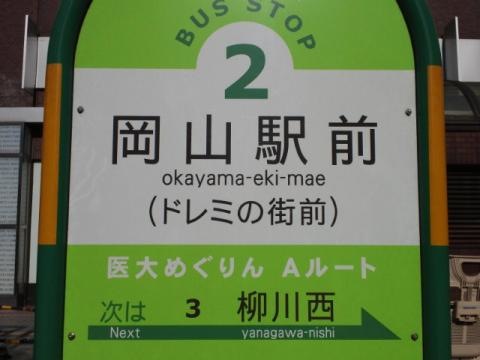 BUS STOP
2
岡山駅前
okayama-eki-mae
(ドレミの街前)
医大めぐりん Aルート
次は 3 柳川西
Next yanagawa-nishi